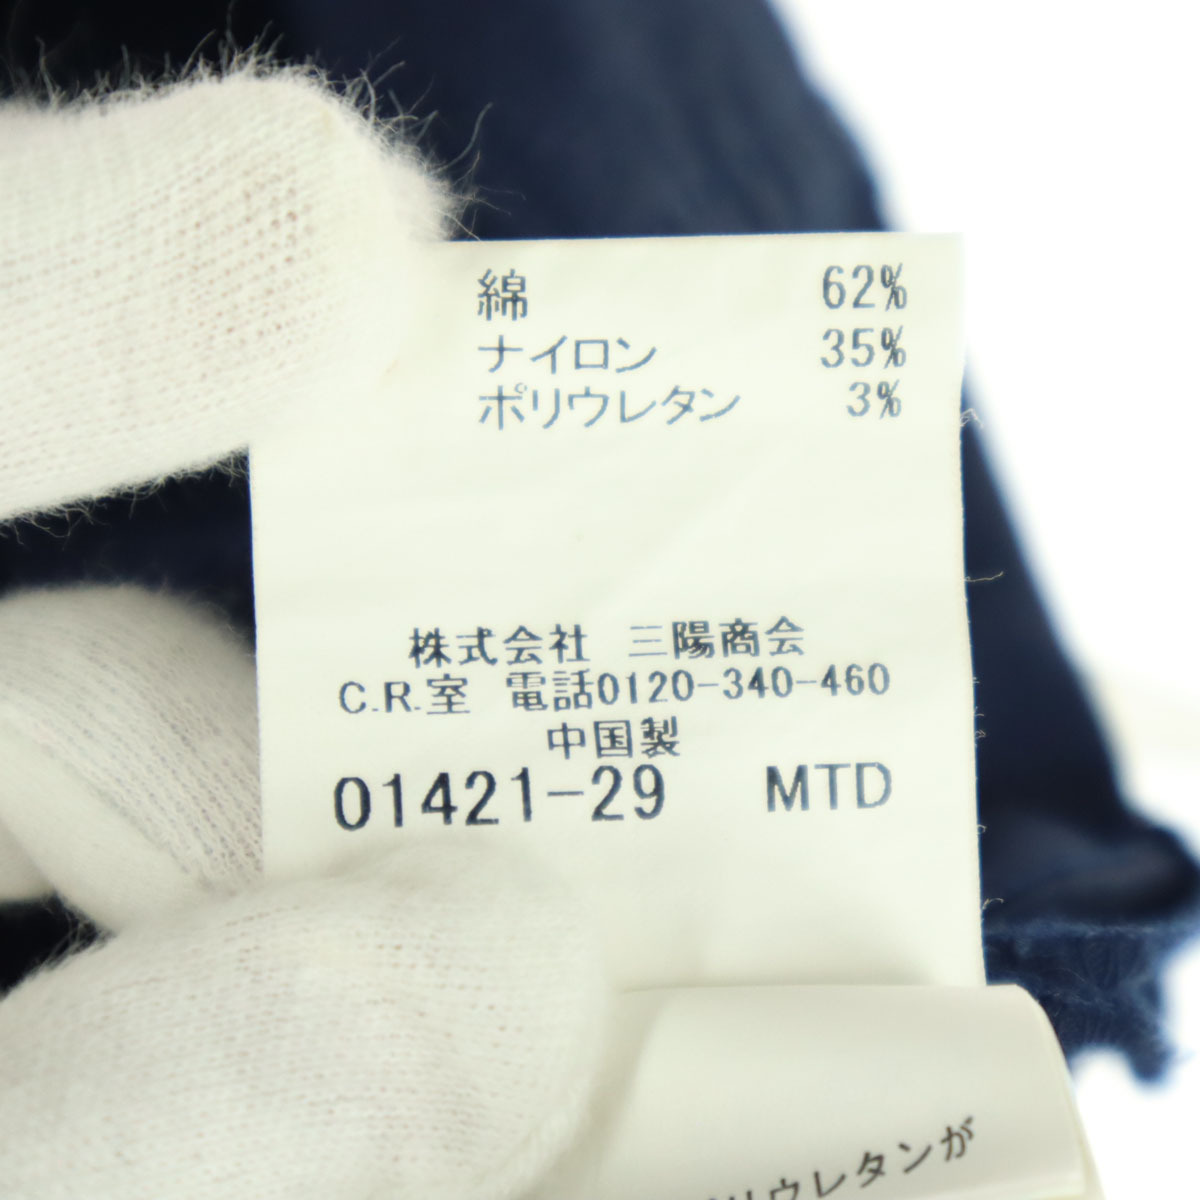 綿 62%
ナイロン 35%
ポリウレタン 3%
株式会社 三陽商会
C.R.室 電話0120-340-460
中国製
01421-29 MTD
リウレタンが